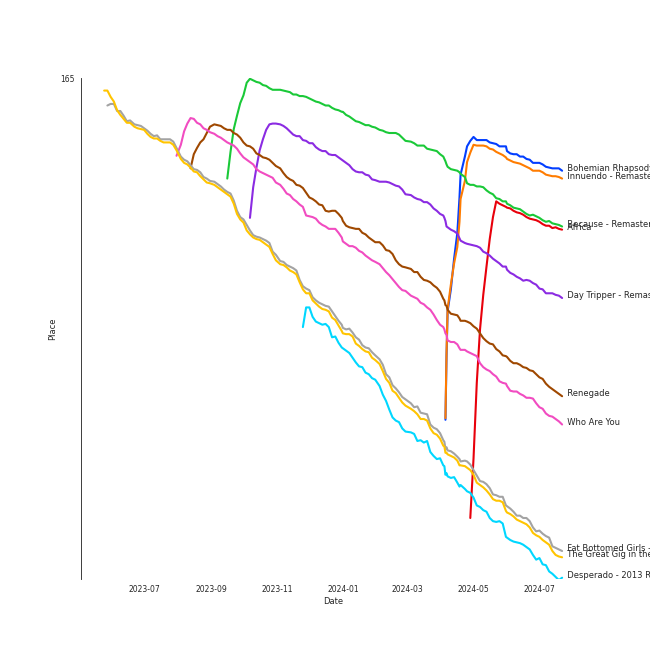 165
Place
Bohemian Rhapsod
Innuendo - Remaste
Because - Remaster
Africa
Day Tripper - Remas
Renegade
Who Are You
Fat Bottomed Girls -
The Great Gig in the
Desperado - 2013 R
2023-07 2023-09 2023-11 2024-01 2024-03 2024-05 2024-07
Date